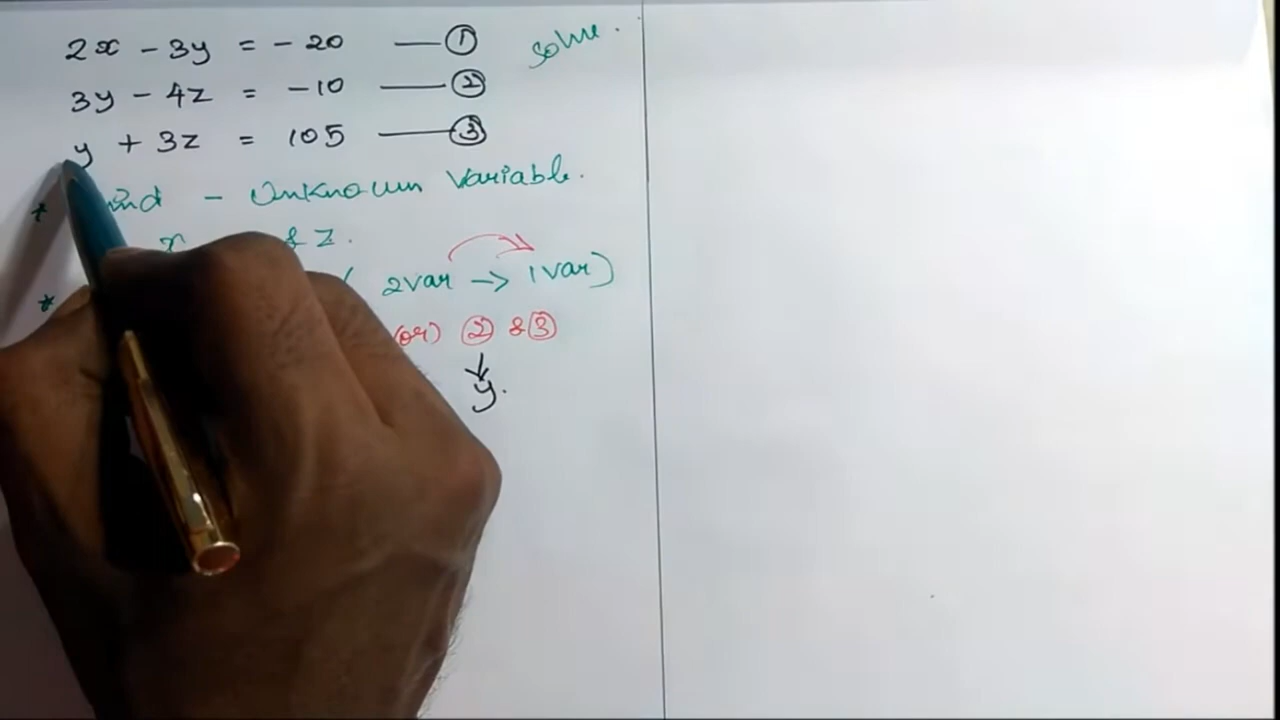 2x - 3y = -20 —①
3y - 4z = -10 —②
y + 3z = 105 —③
solve.
* - Unknown Variable.
x & z.
* ( 2var -> 1var)
(or) ② & ③
y.